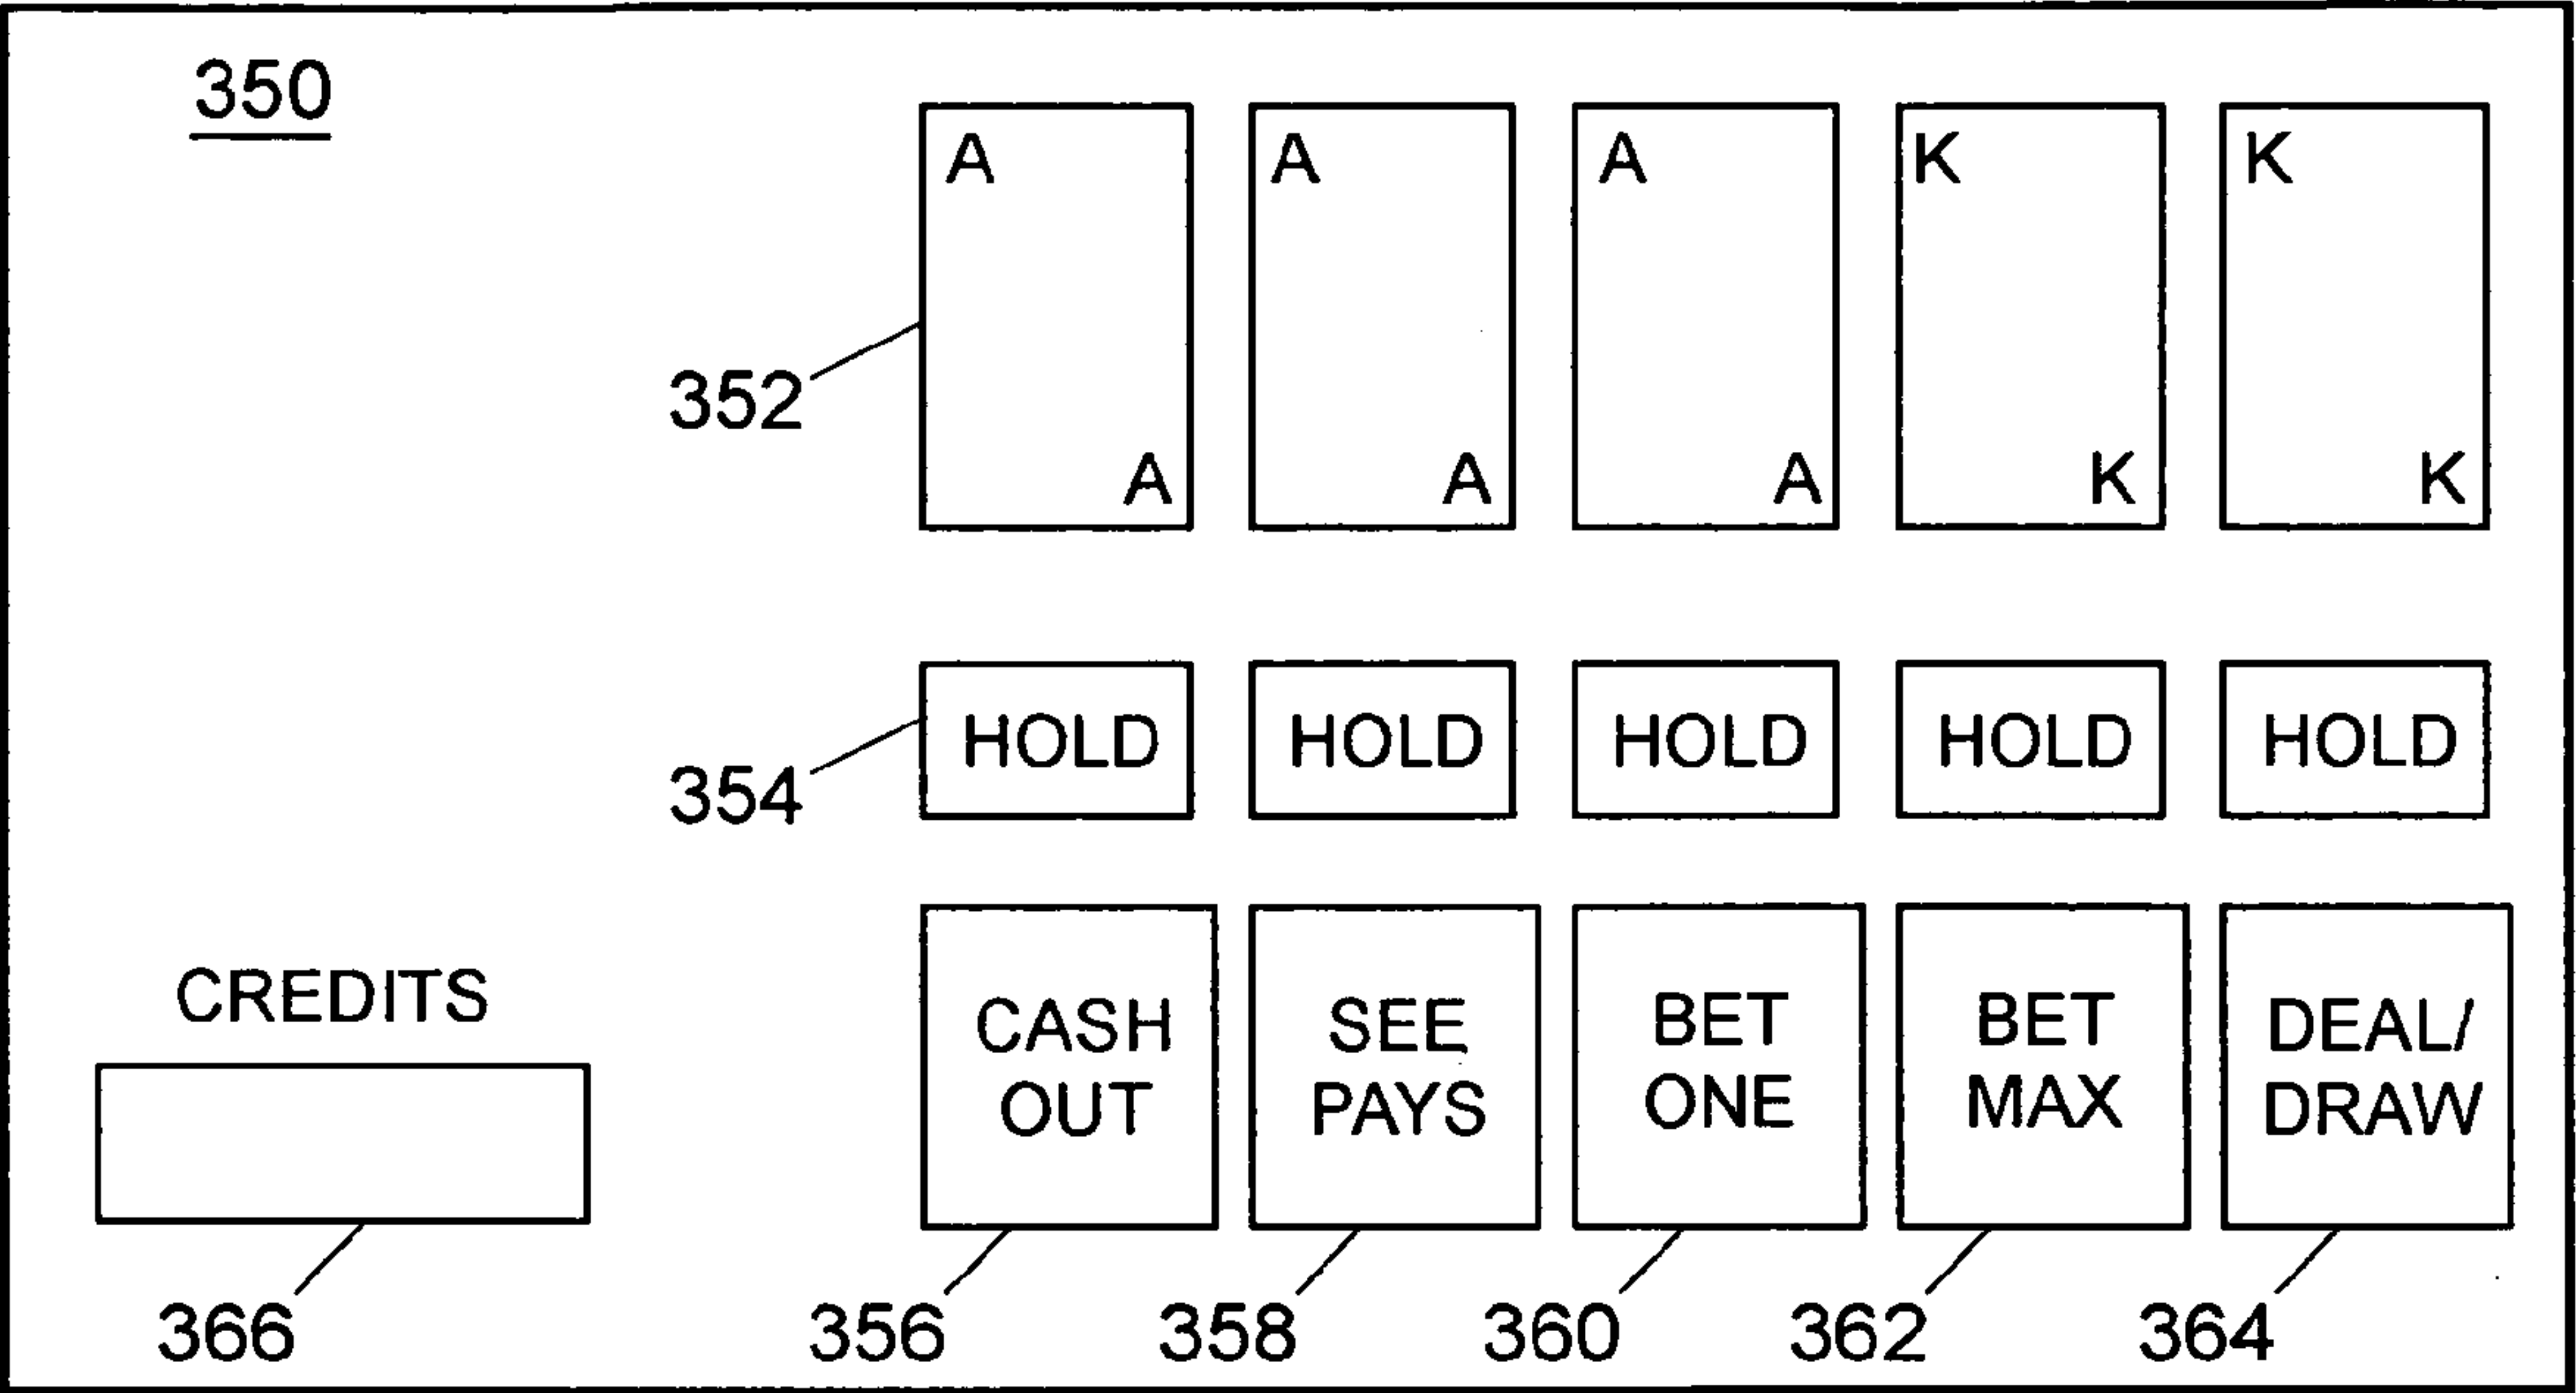 350
A A A K K
352
A A A K K
HOLD HOLD HOLD HOLD HOLD
354
CREDITS
CASH OUT
SEE PAYS
BET ONE
BET MAX
DEAL/ DRAW
366 356 358 360 362 364